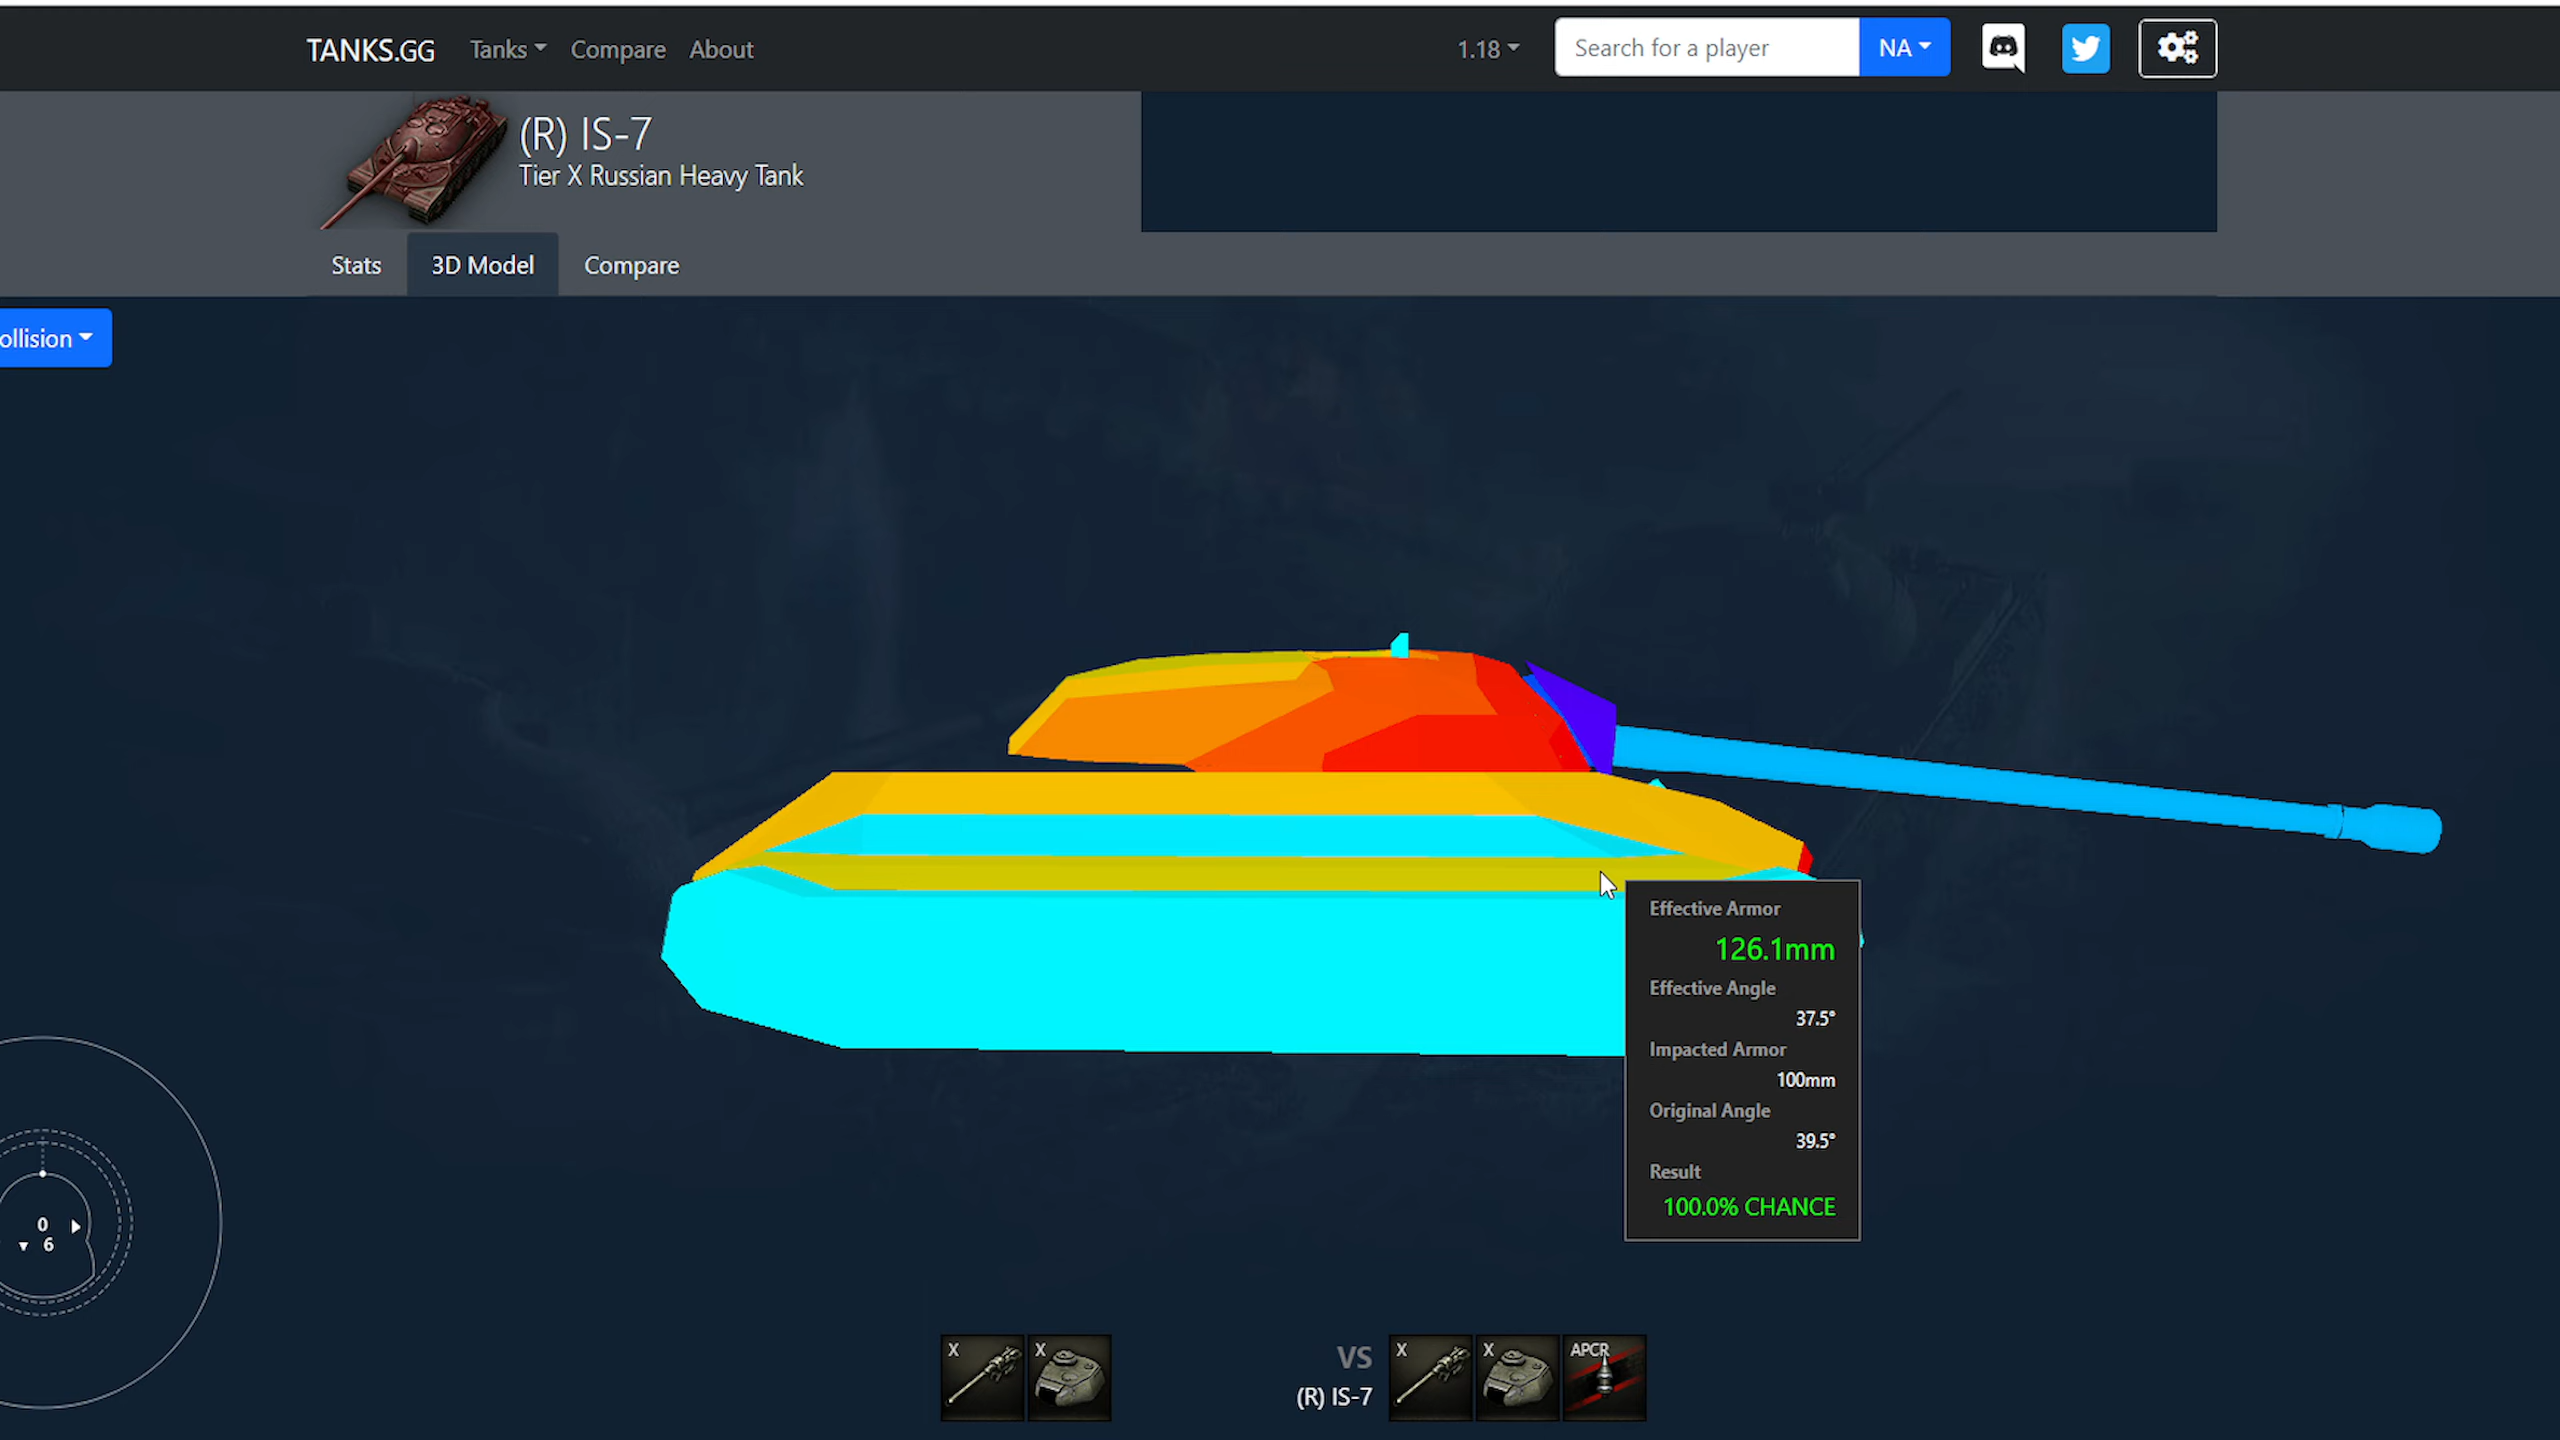 TANKS.GG Tanks Compare About 1.18 Search for a player NA
(R) IS-7
Tier X Russian Heavy Tank
Stats 3D Model Compare
ollision
Effective Armor
126.1mm
Effective Angle
37.5°
Impacted Armor
100mm
Original Angle
39.5°
Result
100.0% CHANCE
0
6
X X VS X X APCR
(R) IS-7